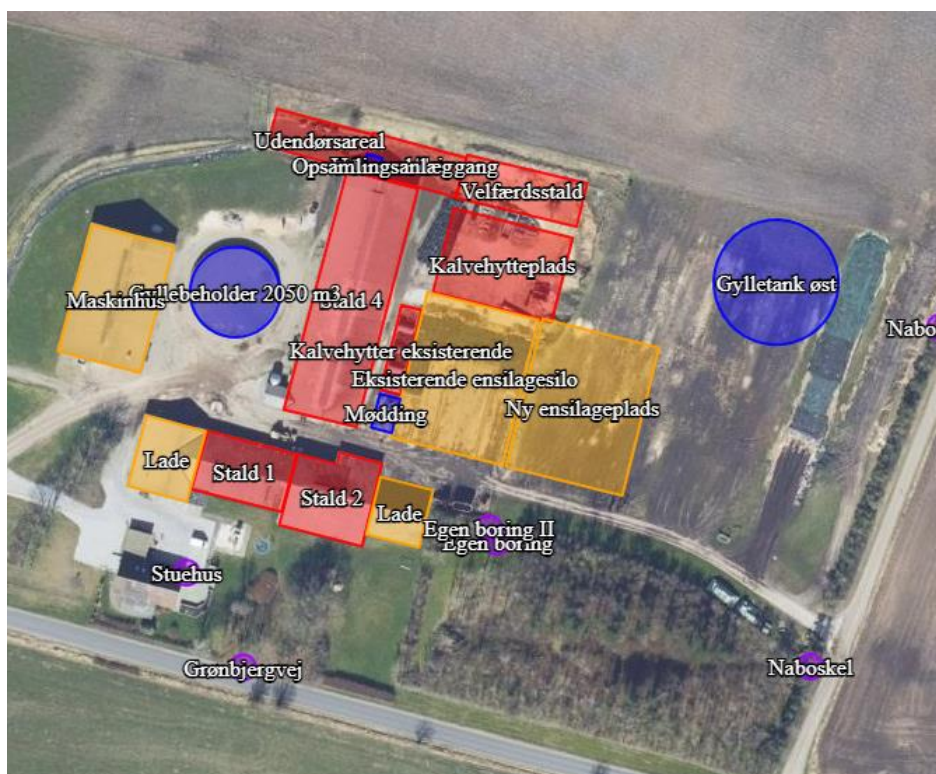 Udendørsareal
Opsamlingsanlæg
gang
Velfærdsstald
Kalvehytteplads
Gylletank øst
Maskinhus
Gyllebeholder 2050 m3
Stald 4
Nabo
Kalvehytter eksisterende
Eksisterende ensilagesilo
Mødding
Ny ensilageplads
Lade
Stald 1
Stald 2
Lade
Egen boring II
Egen boring
Stuehus
Grønbjergvej
Naboskel